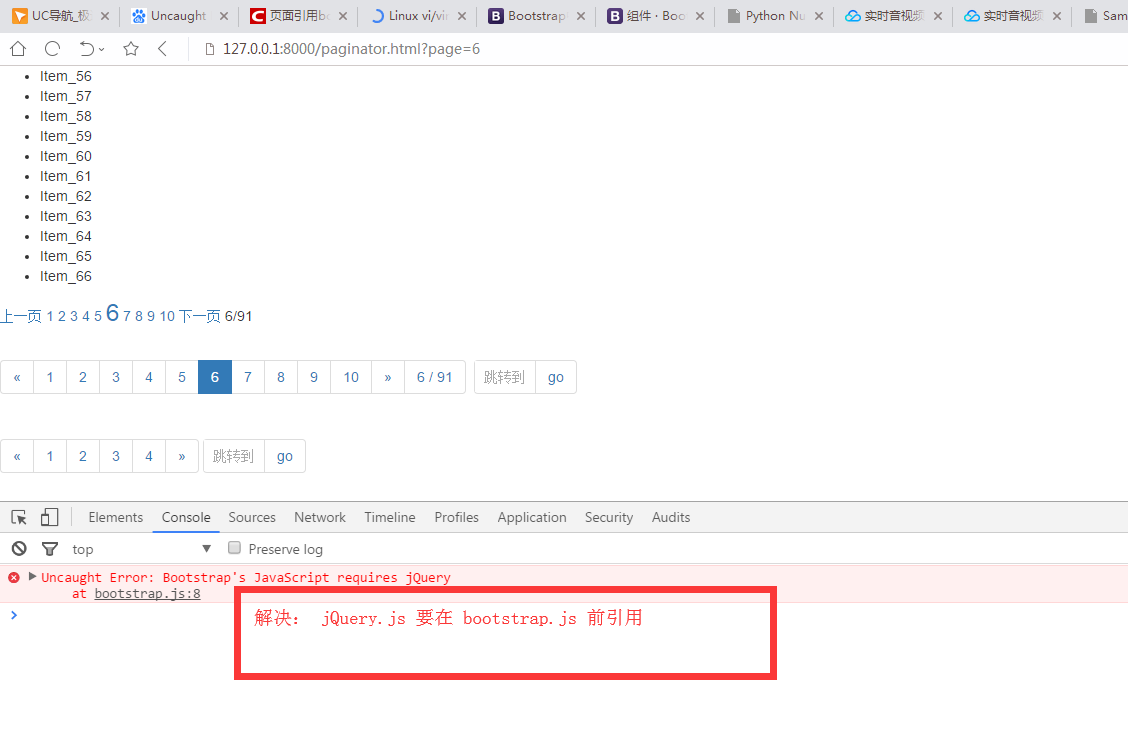 UC导航_极
Uncaught
页面引用bo
Linux vi/vim
Bootstrap
组件 · Boo
Python Nu
实时音视频
实时音视频
Sam
127.0.0.1:8000/paginator.html?page=6
Item_56
Item_57
Item_58
Item_59
Item_60
Item_61
Item_62
Item_63
Item_64
Item_65
Item_66
上一页 1 2 3 4 5 6 7 8 9 10 下一页 6/91
« 1 2 3 4 5 6 7 8 9 10 » 6 / 91 跳转到 go
« 1 2 3 4 » 跳转到 go
Elements Console Sources Network Timeline Profiles Application Security Audits
top Preserve log
Uncaught Error: Bootstrap's JavaScript requires jQuery
at bootstrap.js:8
解决： jQuery.js 要在 bootstrap.js 前引用